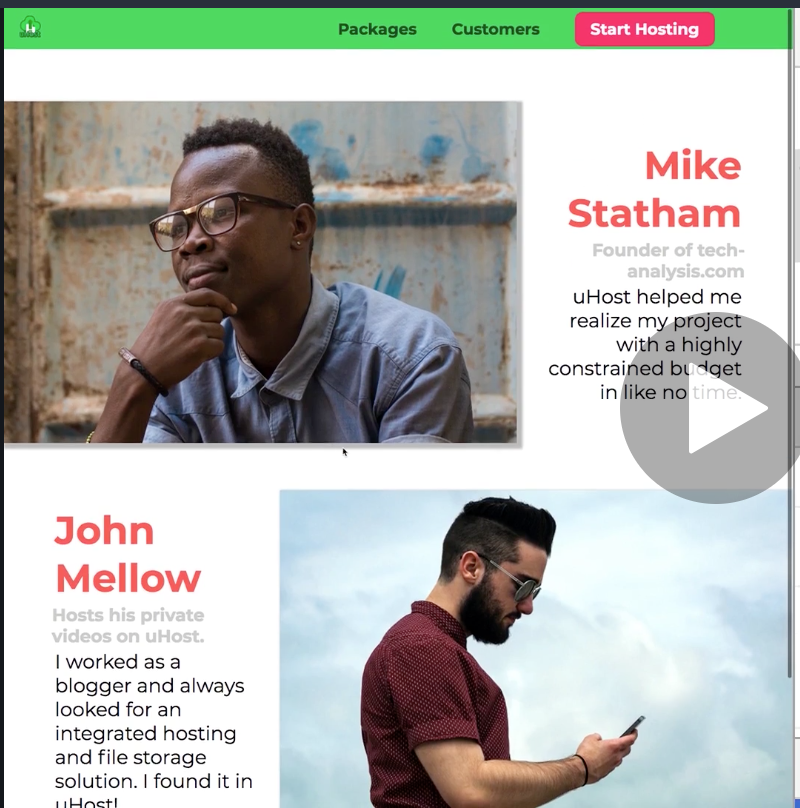 uHost
Packages Customers Start Hosting
Mike
Statham
Founder of tech-
analysis.com
uHost helped me
realize my project
with a highly
constrained budget
in like no time.
John
Mellow
Hosts his private
videos on uHost.
I worked as a
blogger and always
looked for an
integrated hosting
and file storage
solution. I found it in
uHost!